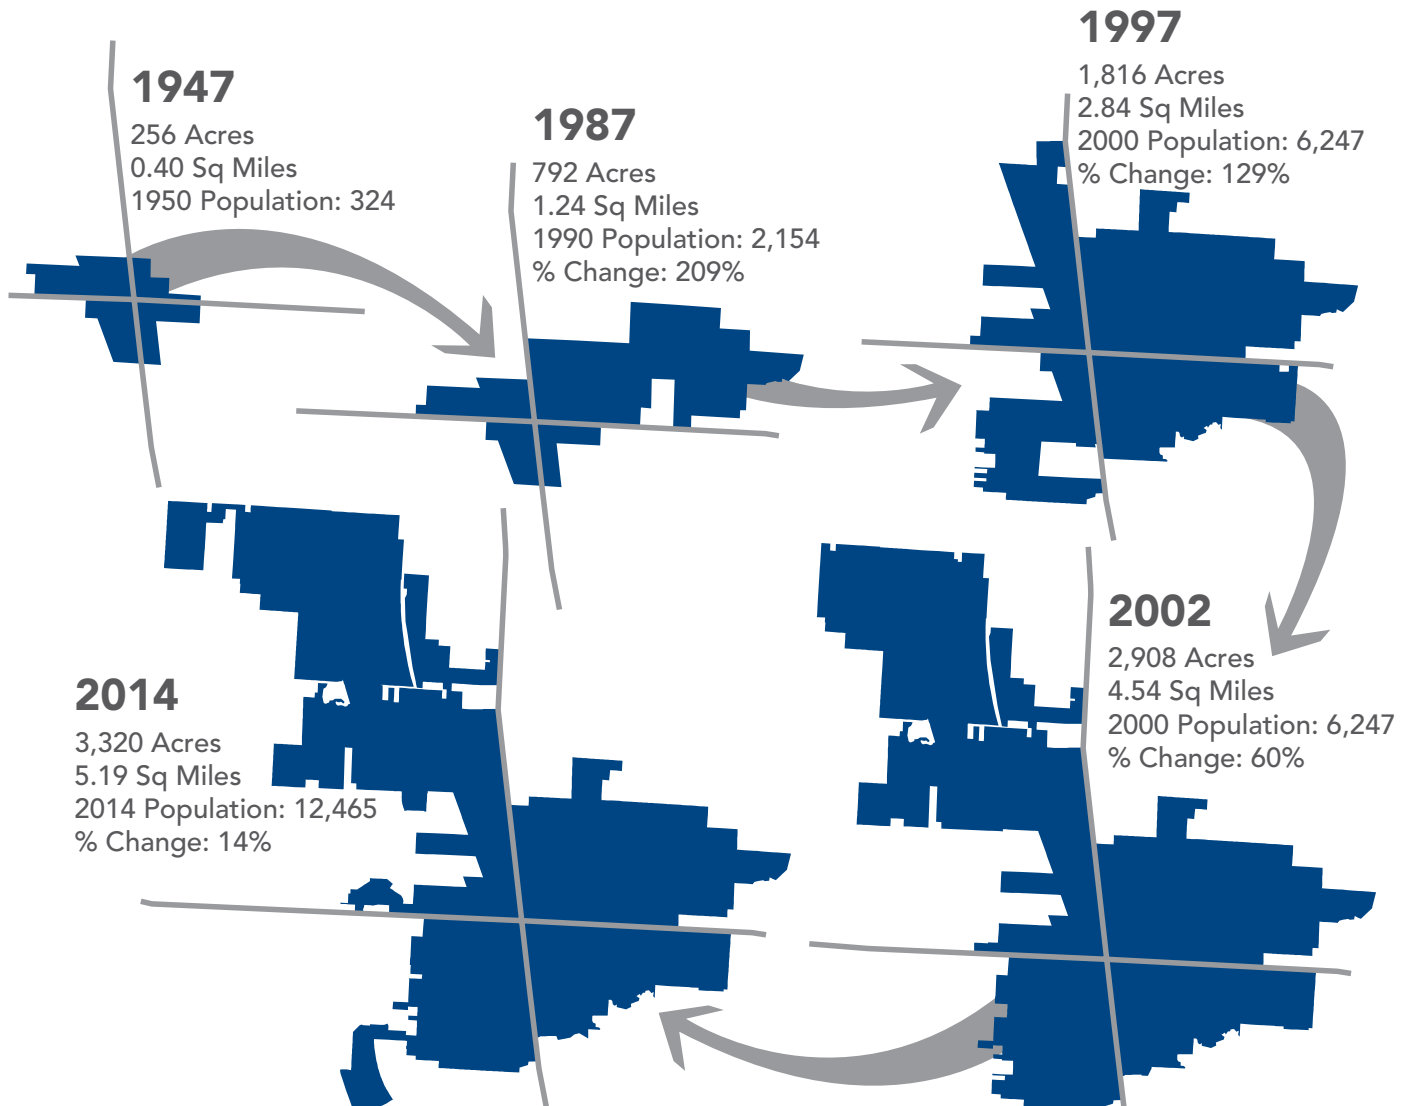 1947
256 Acres
0.40 Sq Miles
1950 Population: 324
1987
792 Acres
1.24 Sq Miles
1990 Population: 2,154
% Change: 209%
1997
1,816 Acres
2.84 Sq Miles
2000 Population: 6,247
% Change: 129%
2002
2,908 Acres
4.54 Sq Miles
2000 Population: 6,247
% Change: 60%
2014
3,320 Acres
5.19 Sq Miles
2014 Population: 12,465
% Change: 14%